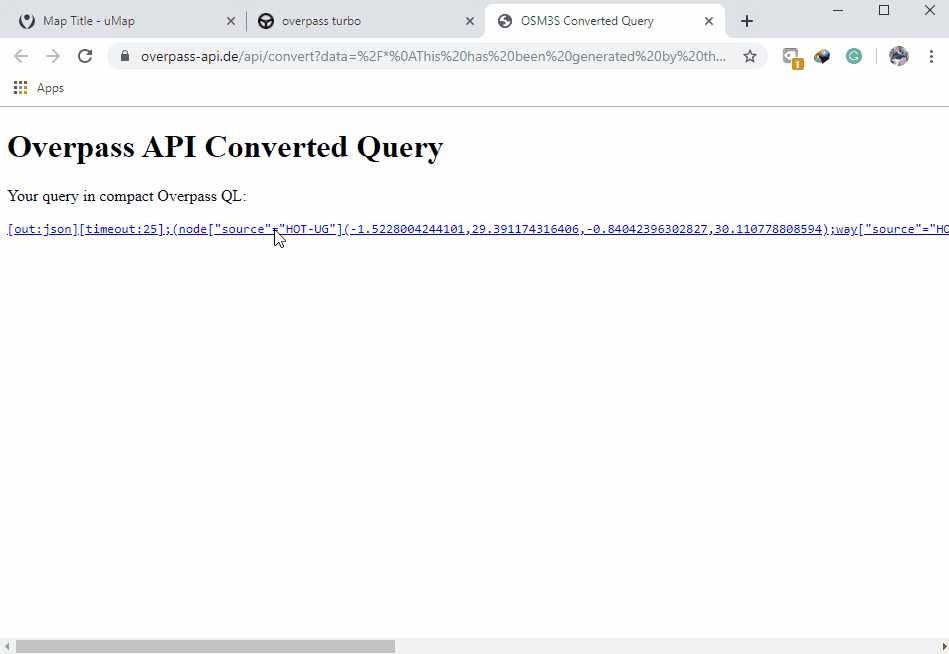 Map Title - uMap
overpass turbo
OSM3S Converted Query
overpass-api.de/api/convert?data=%2F*%0AThis%20has%20been%20generated%20by%20th...
1
Apps
Overpass API Converted Query
Your query in compact Overpass QL:
[out:json][timeout:25];(node["source"="HOT-UG"](-1.5228004244101,29.391174316406,-0.84042396302827,30.110778808594);way["source"="HO